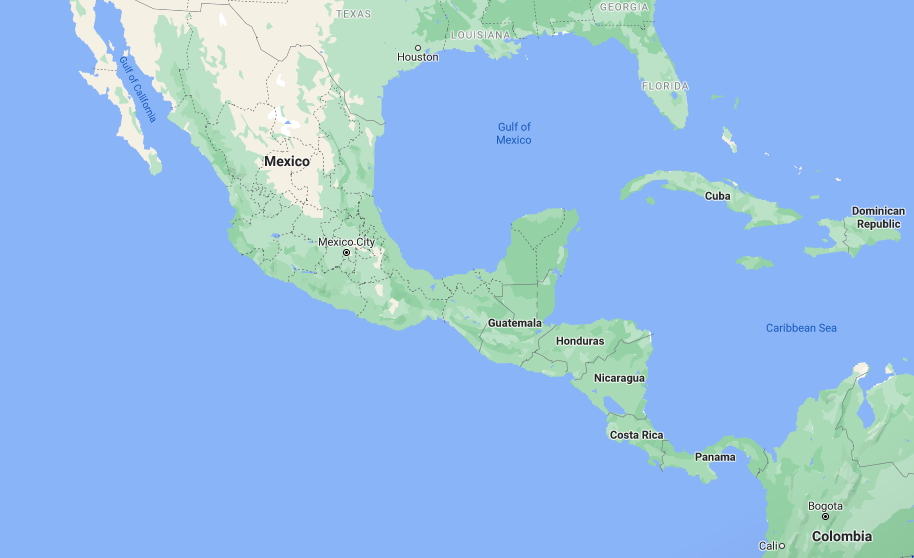 TEXAS
GEORGIA
LOUISIANA
Houston
Gulf of California
FLORIDA
Gulf of
Mexico
Mexico
Cuba
Dominican
Republic
Mexico City
Guatemala
Caribbean Sea
Honduras
Nicaragua
Costa Rica
Panama
Bogota
Colombia
Cali